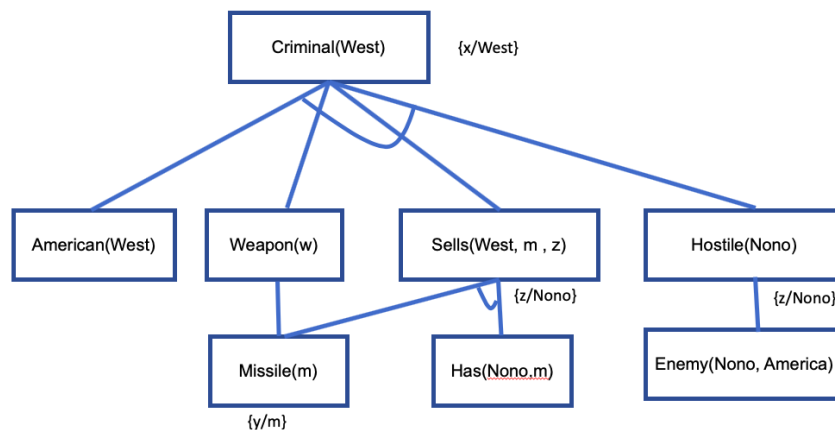 Criminal(West)
{x/West}
American(West)
Weapon(w)
Sells(West, m , z)
Hostile(Nono)
{z/Nono}
{z/Nono}
Missile(m)
Has(Nono,m)
Enemy(Nono, America)
{y/m}